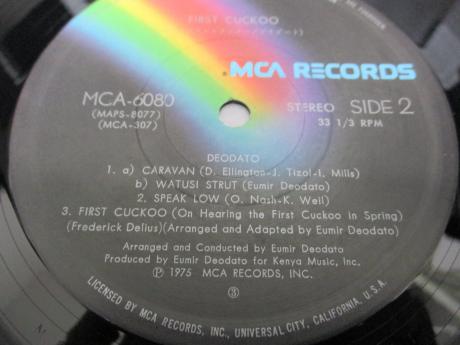 FIRST CUCKOO
MCA RECORDS
MCA-6080
(MAPS-8077)
(MCA-307)
STEREO SIDE 2
33 1/3 RPM
DEODATO
1. a) CARAVAN (D. Ellington-J. Tizol-I. Mills)
b) WATUSI STRUT (Eumir Deodato)
2. SPEAK LOW (O. Nash-K. Weil)
3. FIRST CUCKOO (On Hearing the First Cuckoo in Spring)
(Frederick Delius)(Arranged and Adapted by Eumir Deodato)
Arranged and Conducted by Eumir Deodato
Produced by Eumir Deodato for Kenya Music, Inc.
Ⓟ 1975 MCA RECORDS, INC.
③
LICENSED BY MCA RECORDS, INC., UNIVERSAL CITY, CALIFORNIA, U.S.A.